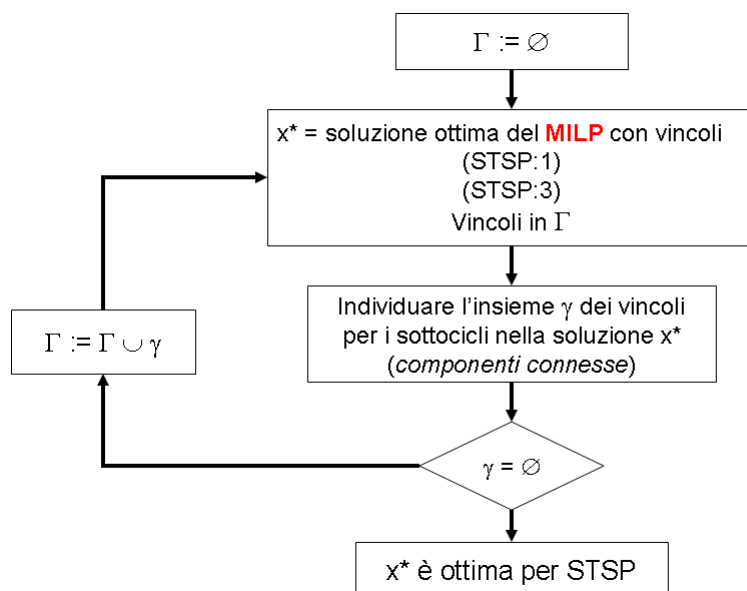 Γ := ∅
x* = soluzione ottima del MILP con vincoli
(STSP:1)
(STSP:3)
Vincoli in Γ
Individuare l'insieme γ dei vincoli
per i sottocicli nella soluzione x*
(componenti connesse)
Γ := Γ ∪ γ
γ = ∅
x* è ottima per STSP